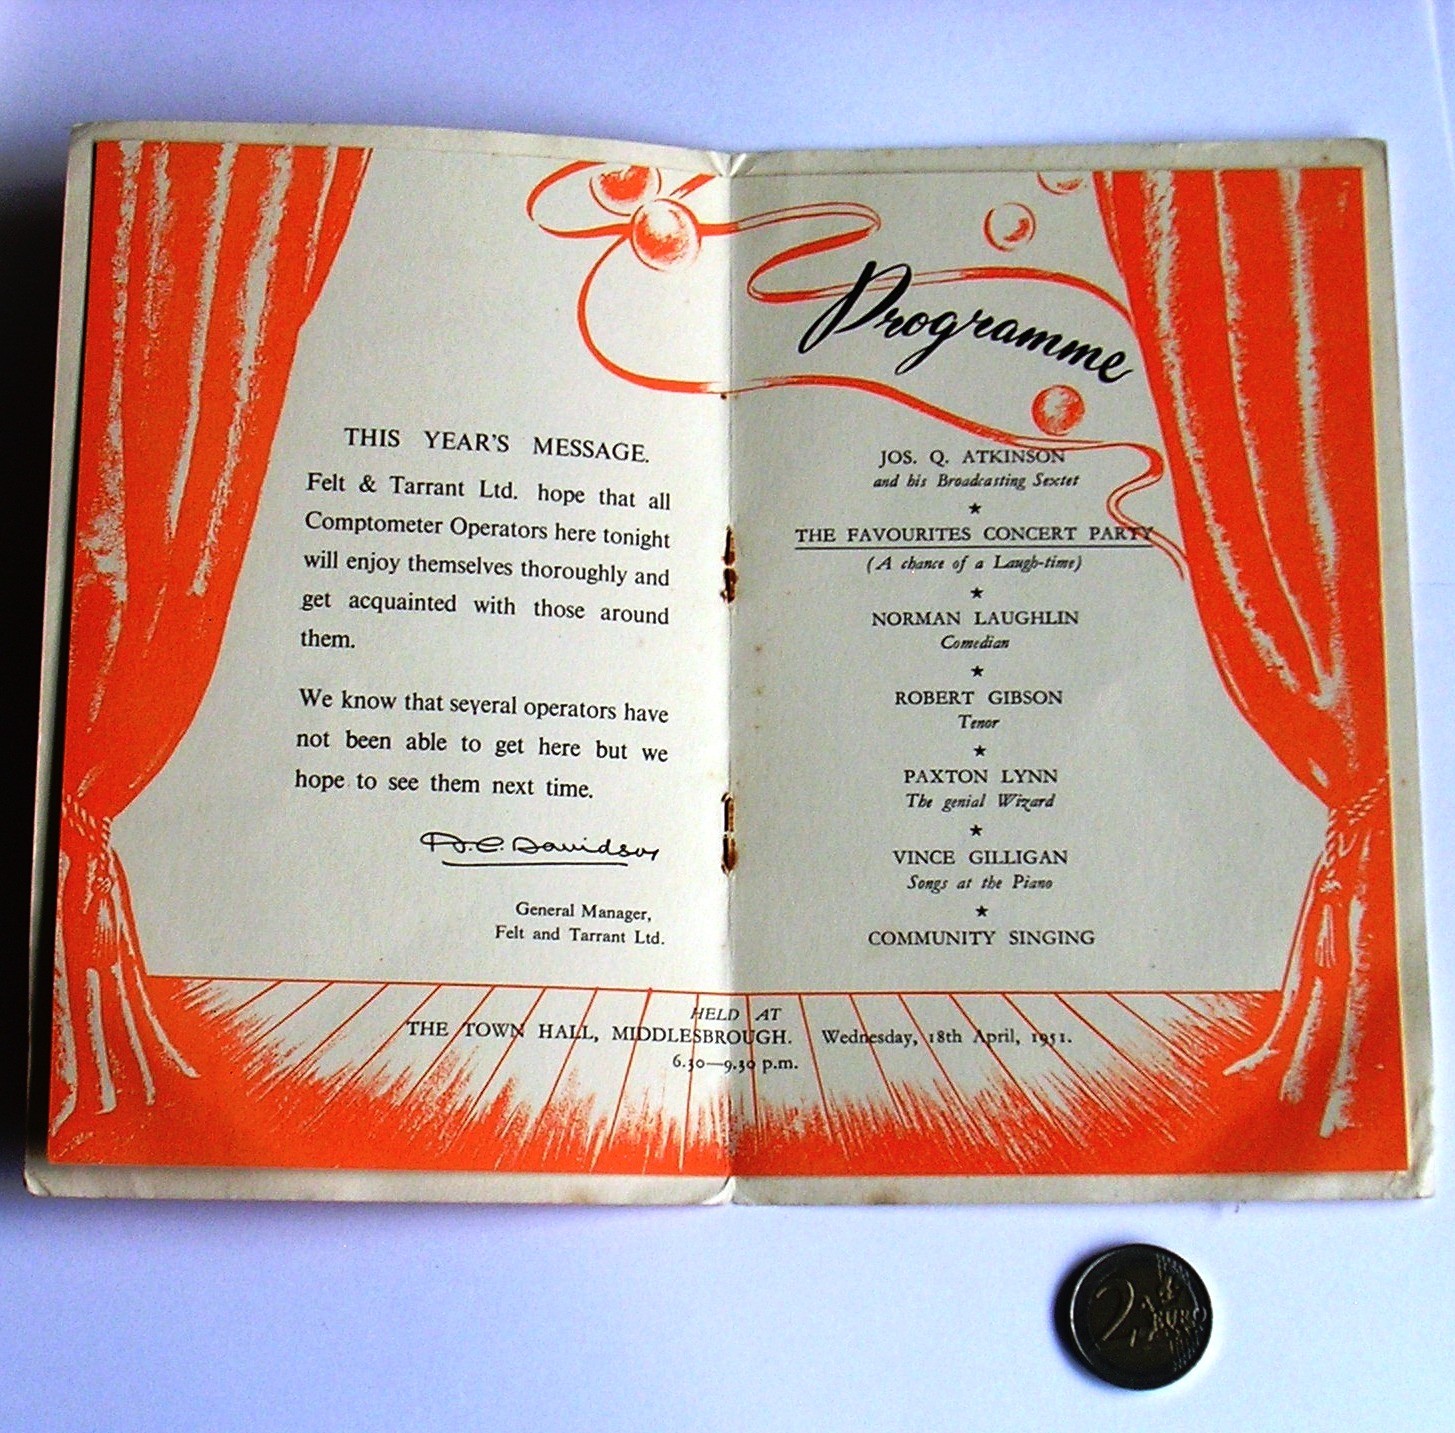 THIS YEAR'S MESSAGE.
Felt & Tarrant Ltd. hope that all
Comptometer Operators here tonight
will enjoy themselves thoroughly and
get acquainted with those around
them.
We know that several operators have
not been able to get here but we
hope to see them next time.
A.C. Davidson
General Manager,
Felt and Tarrant Ltd.
Programme
JOS. Q. ATKINSON
and his Broadcasting Sextet
★
THE FAVOURITES CONCERT PARTY
(A chance of a Laugh-time)
★
NORMAN LAUGHLIN
Comedian
★
ROBERT GIBSON
Tenor
★
PAXTON LYNN
The genial Wizard
★
VINCE GILLIGAN
Songs at the Piano
★
COMMUNITY SINGING
HELD AT
THE TOWN HALL, MIDDLESBROUGH. Wednesday, 18th April, 1951.
6.30—9.30 p.m.
2 EURO